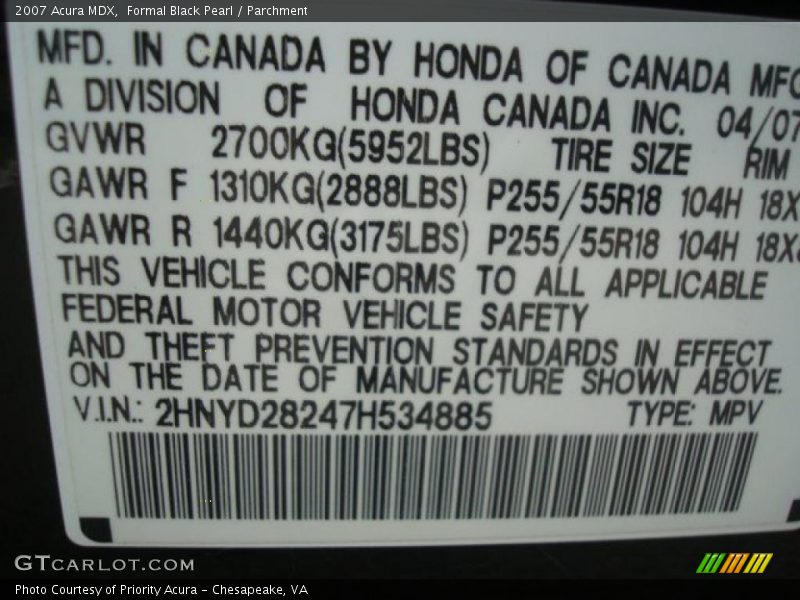 2007 Acura MDX, Formal Black Pearl / Parchment
MFD. IN CANADA BY HONDA OF CANADA MFG
A DIVISION OF HONDA CANADA INC. 04/07
GVWR 2700KG(5952LBS) TIRE SIZE RIM
GAWR F 1310KG(2888LBS) P255/55R18 104H 18X
GAWR R 1440KG(3175LBS) P255/55R18 104H 18X8
THIS VEHICLE CONFORMS TO ALL APPLICABLE
FEDERAL MOTOR VEHICLE SAFETY
AND THEFT PREVENTION STANDARDS IN EFFECT
ON THE DATE OF MANUFACTURE SHOWN ABOVE.
V.I.N.: 2HNYD28247H534885 TYPE: MPV
GTCARLOT.COM
Photo Courtesy of Priority Acura - Chesapeake, VA